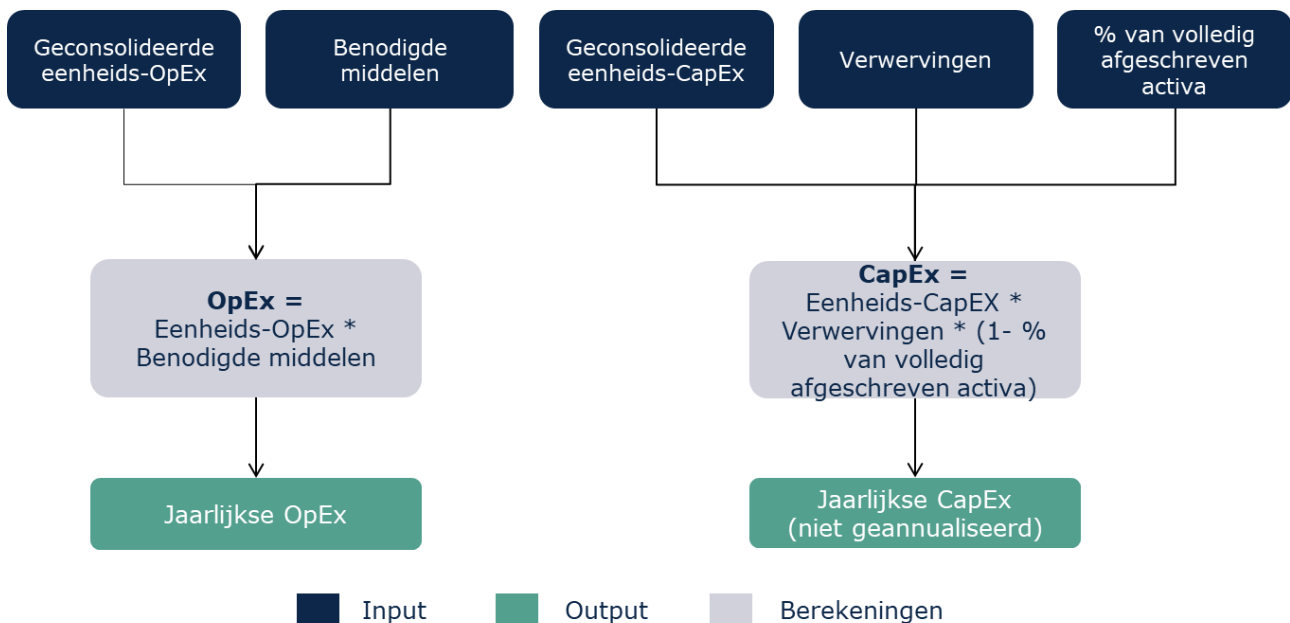 Geconsolideerde
eenheids-OpEx
Benodigde
middelen
Geconsolideerde
eenheids-CapEx
Verwervingen
% van volledig
afgeschreven
activa
OpEx =
Eenheids-OpEx *
Benodigde middelen
CapEx =
Eenheids-CapEX *
Verwervingen * (1- %
van volledig
afgeschreven activa)
Jaarlijkse OpEx
Jaarlijkse CapEx
(niet geannualiseerd)
Input
Output
Berekeningen